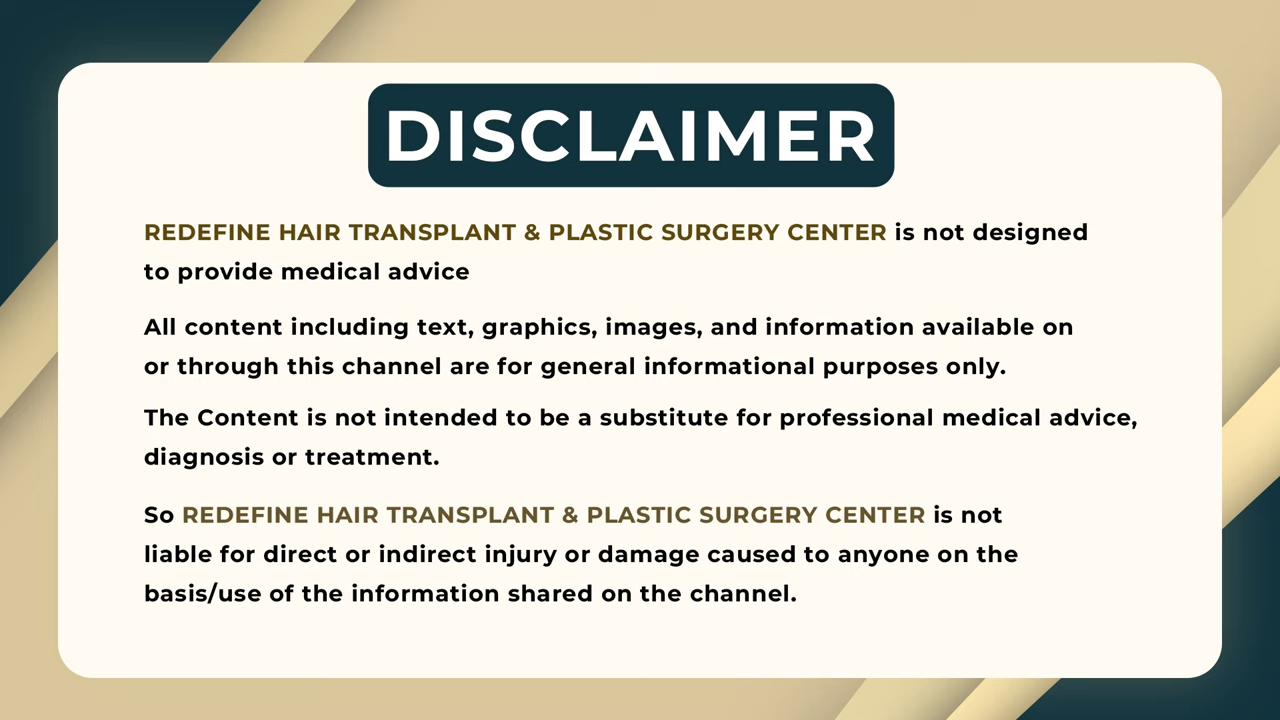 DISCLAIMER
REDEFINE HAIR TRANSPLANT & PLASTIC SURGERY CENTER is not designed
to provide medical advice
All content including text, graphics, images, and information available on
or through this channel are for general informational purposes only.
The Content is not intended to be a substitute for professional medical advice,
diagnosis or treatment.
So REDEFINE HAIR TRANSPLANT & PLASTIC SURGERY CENTER is not
liable for direct or indirect injury or damage caused to anyone on the
basis/use of the information shared on the channel.